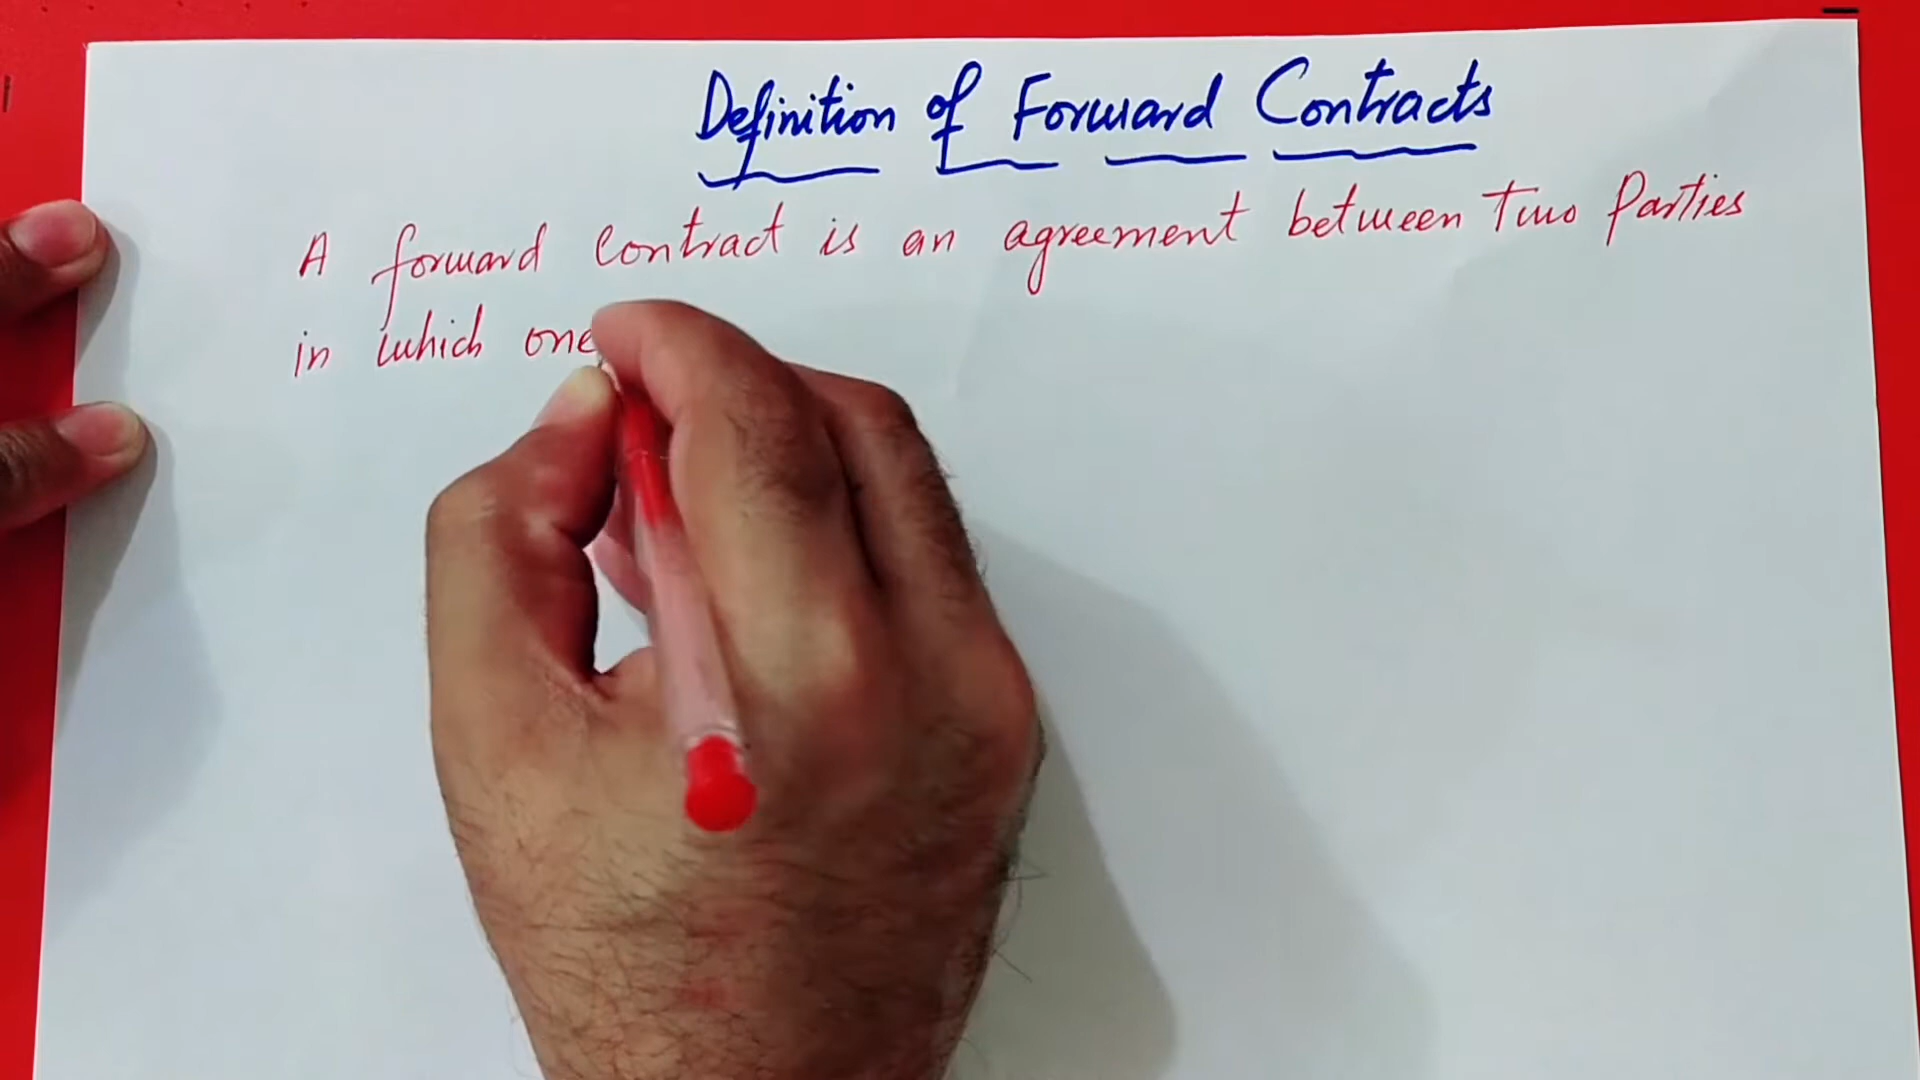 Definition of Forward Contracts
A forward Contract is an agreement between Two Parties
in which one